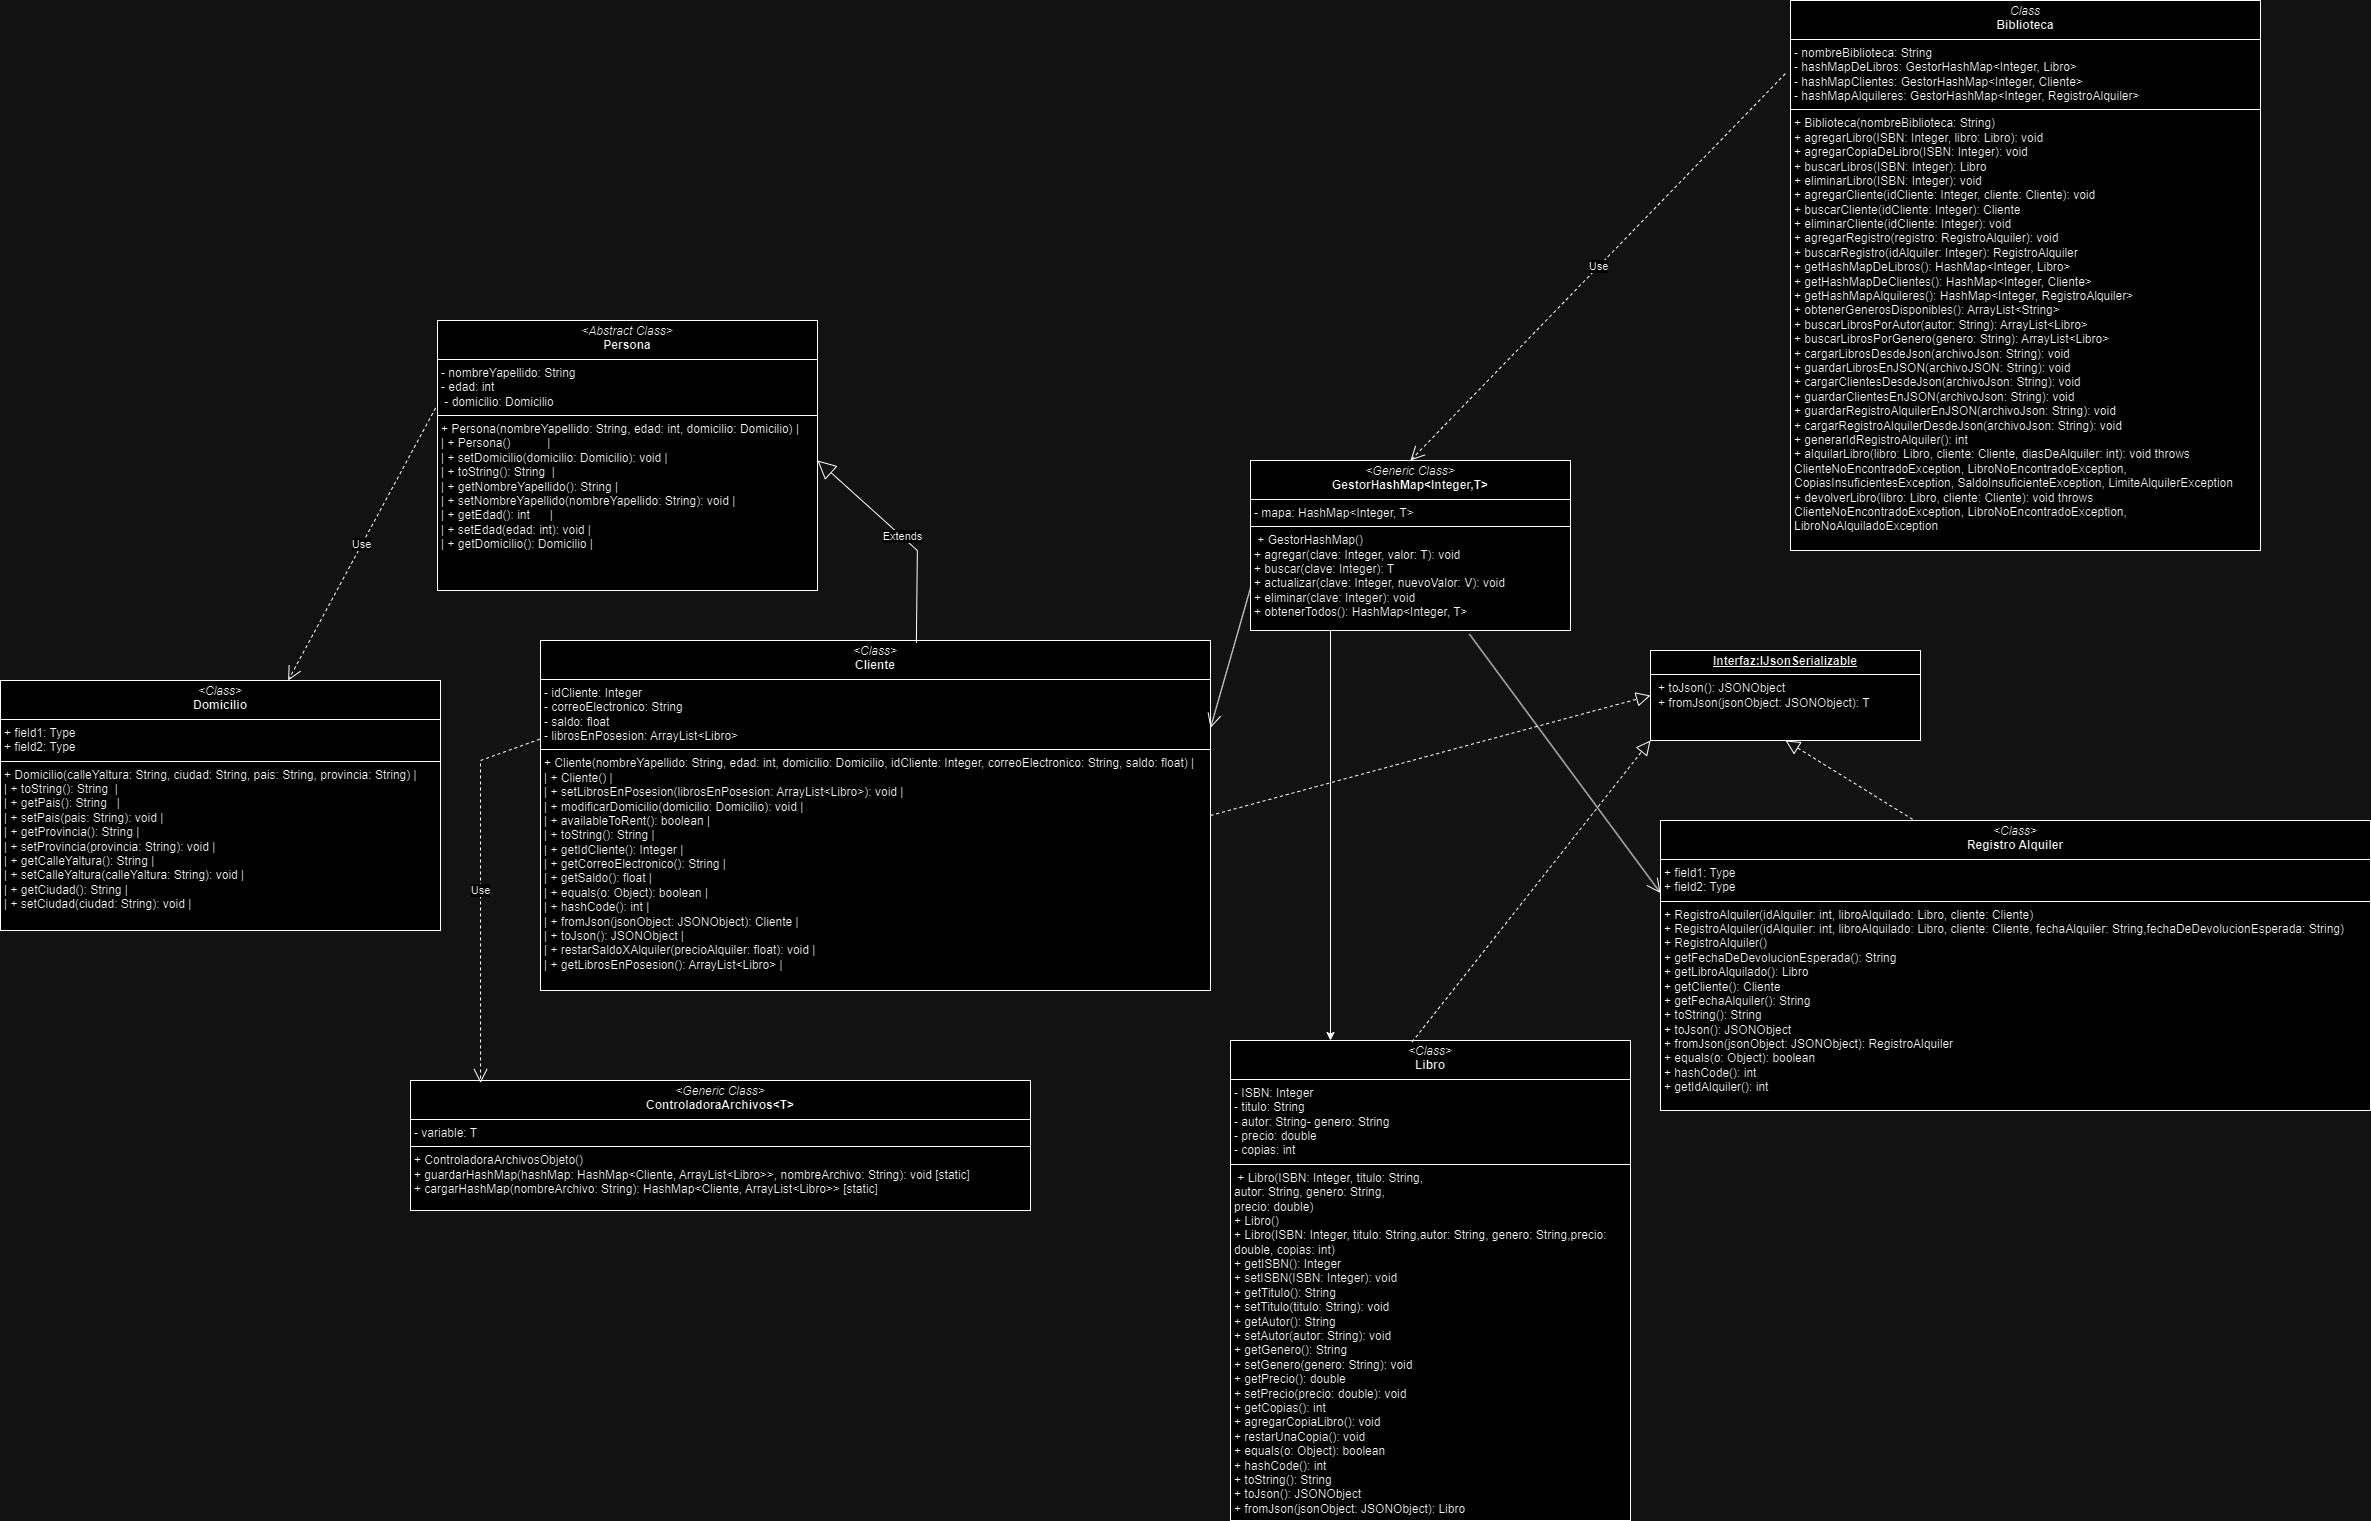 Class
Biblioteca
- nombreBiblioteca: String
- hashMapDeLibros: GestorHashMap<Integer, Libro>
- hashMapClientes: GestorHashMap<Integer, Cliente>
- hashMapAlquileres: GestorHashMap<Integer, RegistroAlquiler>
+ Biblioteca(nombreBiblioteca: String)
+ agregarLibro(ISBN: Integer, libro: Libro): void
+ agregarCopiaDeLibro(ISBN: Integer): void
+ buscarLibros(ISBN: Integer): Libro
+ eliminarLibro(ISBN: Integer): void
+ agregarCliente(idCliente: Integer, cliente: Cliente): void
+ buscarCliente(idCliente: Integer): Cliente
+ eliminarCliente(idCliente: Integer): void
+ agregarRegistro(registro: RegistroAlquiler): void
+ buscarRegistro(idAlquiler: Integer): RegistroAlquiler
+ getHashMapDeLibros(): HashMap<Integer, Libro>
+ getHashMapDeClientes(): HashMap<Integer, Cliente>
+ getHashMapAlquileres(): HashMap<Integer, RegistroAlquiler>
+ obtenerGenerosDisponibles(): ArrayList<String>
+ buscarLibrosPorAutor(autor: String): ArrayList<Libro>
+ buscarLibrosPorGenero(genero: String): ArrayList<Libro>
+ cargarLibrosDesdeJson(archivoJson: String): void
+ guardarLibrosEnJSON(archivoJSON: String): void
+ cargarClientesDesdeJson(archivoJson: String): void
+ guardarClientesEnJSON(archivoJson: String): void
+ guardarRegistroAlquilerEnJSON(archivoJson: String): void
+ cargarRegistroAlquilerDesdeJson(archivoJson: String): void
+ generarIdRegistroAlquiler(): int
+ alquilarLibro(libro: Libro, cliente: Cliente, diasDeAlquiler: int): void throws
ClienteNoEncontradoException, LibroNoEncontradoException,
CopiasInsuficientesException, SaldoInsuficienteException, LimiteAlquilerException
+ devolverLibro(libro: Libro, cliente: Cliente): void throws
ClienteNoEncontradoException, LibroNoEncontradoException,
LibroNoAlquiladoException
Use
<Abstract Class>
Persona
- nombreYapellido: String
- edad: int
- domicilio: Domicilio
+ Persona(nombreYapellido: String, edad: int, domicilio: Domicilio) |
| + Persona() |
| + setDomicilio(domicilio: Domicilio): void |
| + toString(): String |
| + getNombreYapellido(): String |
| + setNombreYapellido(nombreYapellido: String): void |
| + getEdad(): int |
| + setEdad(edad: int): void |
| + getDomicilio(): Domicilio |
Use
Extends
<Generic Class>
GestorHashMap<Integer,T>
- mapa: HashMap<Integer, T>
+ GestorHashMap()
+ agregar(clave: Integer, valor: T): void
+ buscar(clave: Integer): T
+ actualizar(clave: Integer, nuevoValor: V): void
+ eliminar(clave: Integer): void
+ obtenerTodos(): HashMap<Integer, T>
<Class>
Domicilio
+ field1: Type
+ field2: Type
+ Domicilio(calleYaltura: String, ciudad: String, pais: String, provincia: String) |
| + toString(): String |
| + getPais(): String |
| + setPais(pais: String): void |
| + getProvincia(): String |
| + setProvincia(provincia: String): void |
| + getCalleYaltura(): String |
| + setCalleYaltura(calleYaltura: String): void |
| + getCiudad(): String |
| + setCiudad(ciudad: String): void |
<Class>
Cliente
- idCliente: Integer
- correoElectronico: String
- saldo: float
- librosEnPosesion: ArrayList<Libro>
+ Cliente(nombreYapellido: String, edad: int, domicilio: Domicilio, idCliente: Integer, correoElectronico: String, saldo: float) |
| + Cliente() |
| + setLibrosEnPosesion(librosEnPosesion: ArrayList<Libro>): void |
| + modificarDomicilio(domicilio: Domicilio): void |
| + availableToRent(): boolean |
| + toString(): String |
| + getIdCliente(): Integer |
| + getCorreoElectronico(): String |
| + getSaldo(): float |
| + equals(o: Object): boolean |
| + hashCode(): int |
| + fromJson(jsonObject: JSONObject): Cliente |
| + toJson(): JSONObject |
| + restarSaldoXAlquiler(precioAlquiler: float): void |
| + getLibrosEnPosesion(): ArrayList<Libro> |
Use
Interfaz:IJsonSerializable
+ toJson(): JSONObject
+ fromJson(jsonObject: JSONObject): T
<Class>
Registro Alquiler
+ field1: Type
+ field2: Type
+ RegistroAlquiler(idAlquiler: int, libroAlquilado: Libro, cliente: Cliente)
+ RegistroAlquiler(idAlquiler: int, libroAlquilado: Libro, cliente: Cliente, fechaAlquiler: String,fechaDeDevolucionEsperada: String)
+ RegistroAlquiler()
+ getFechaDeDevolucionEsperada(): String
+ getLibroAlquilado(): Libro
+ getCliente(): Cliente
+ getFechaAlquiler(): String
+ toString(): String
+ toJson(): JSONObject
+ fromJson(jsonObject: JSONObject): RegistroAlquiler
+ equals(o: Object): boolean
+ hashCode(): int
+ getIdAlquiler(): int
<Generic Class>
ControladoraArchivos<T>
- variable: T
+ ControladoraArchivosObjeto()
+ guardarHashMap(hashMap: HashMap<Cliente, ArrayList<Libro>>, nombreArchivo: String): void [static]
+ cargarHashMap(nombreArchivo: String): HashMap<Cliente, ArrayList<Libro>> [static]
<Class>
Libro
- ISBN: Integer
- titulo: String
- autor: String- genero: String
- precio: double
- copias: int
+ Libro(ISBN: Integer, titulo: String,
autor: String, genero: String,
precio: double)
+ Libro()
+ Libro(ISBN: Integer, titulo: String,autor: String, genero: String,precio:
double, copias: int)
+ getISBN(): Integer
+ setISBN(ISBN: Integer): void
+ getTitulo(): String
+ setTitulo(titulo: String): void
+ getAutor(): String
+ setAutor(autor: String): void
+ getGenero(): String
+ setGenero(genero: String): void
+ getPrecio(): double
+ setPrecio(precio: double): void
+ getCopias(): int
+ agregarCopiaLibro(): void
+ restarUnaCopia(): void
+ equals(o: Object): boolean
+ hashCode(): int
+ toString(): String
+ toJson(): JSONObject
+ fromJson(jsonObject: JSONObject): Libro